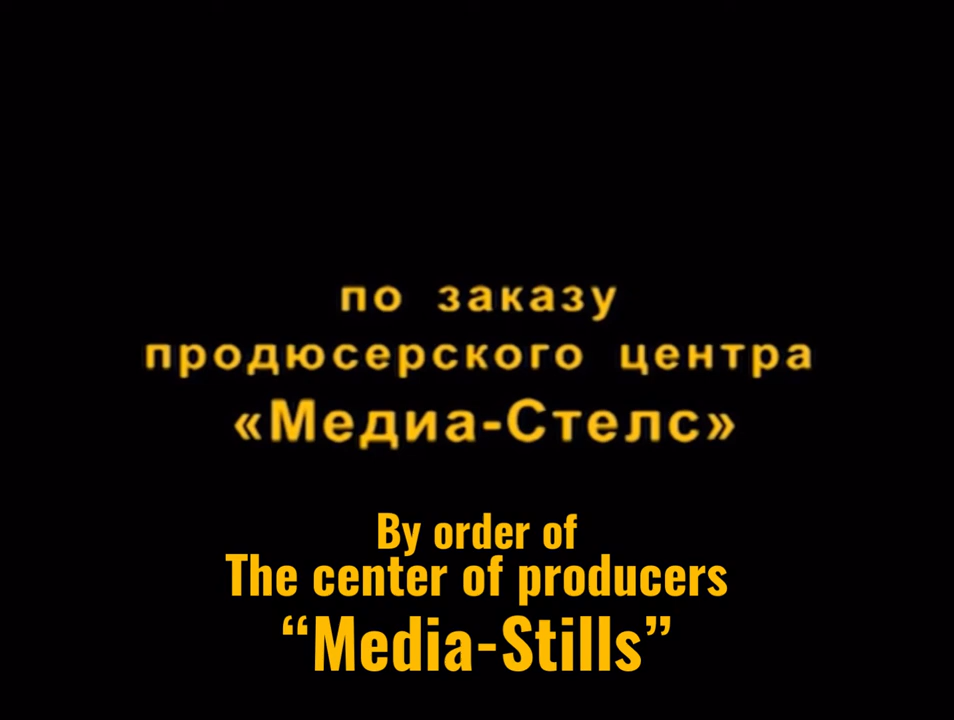 по заказу
продюсерского центра
«Медиа-Стелс»
By order of
The center of producers
“Media-Stills”